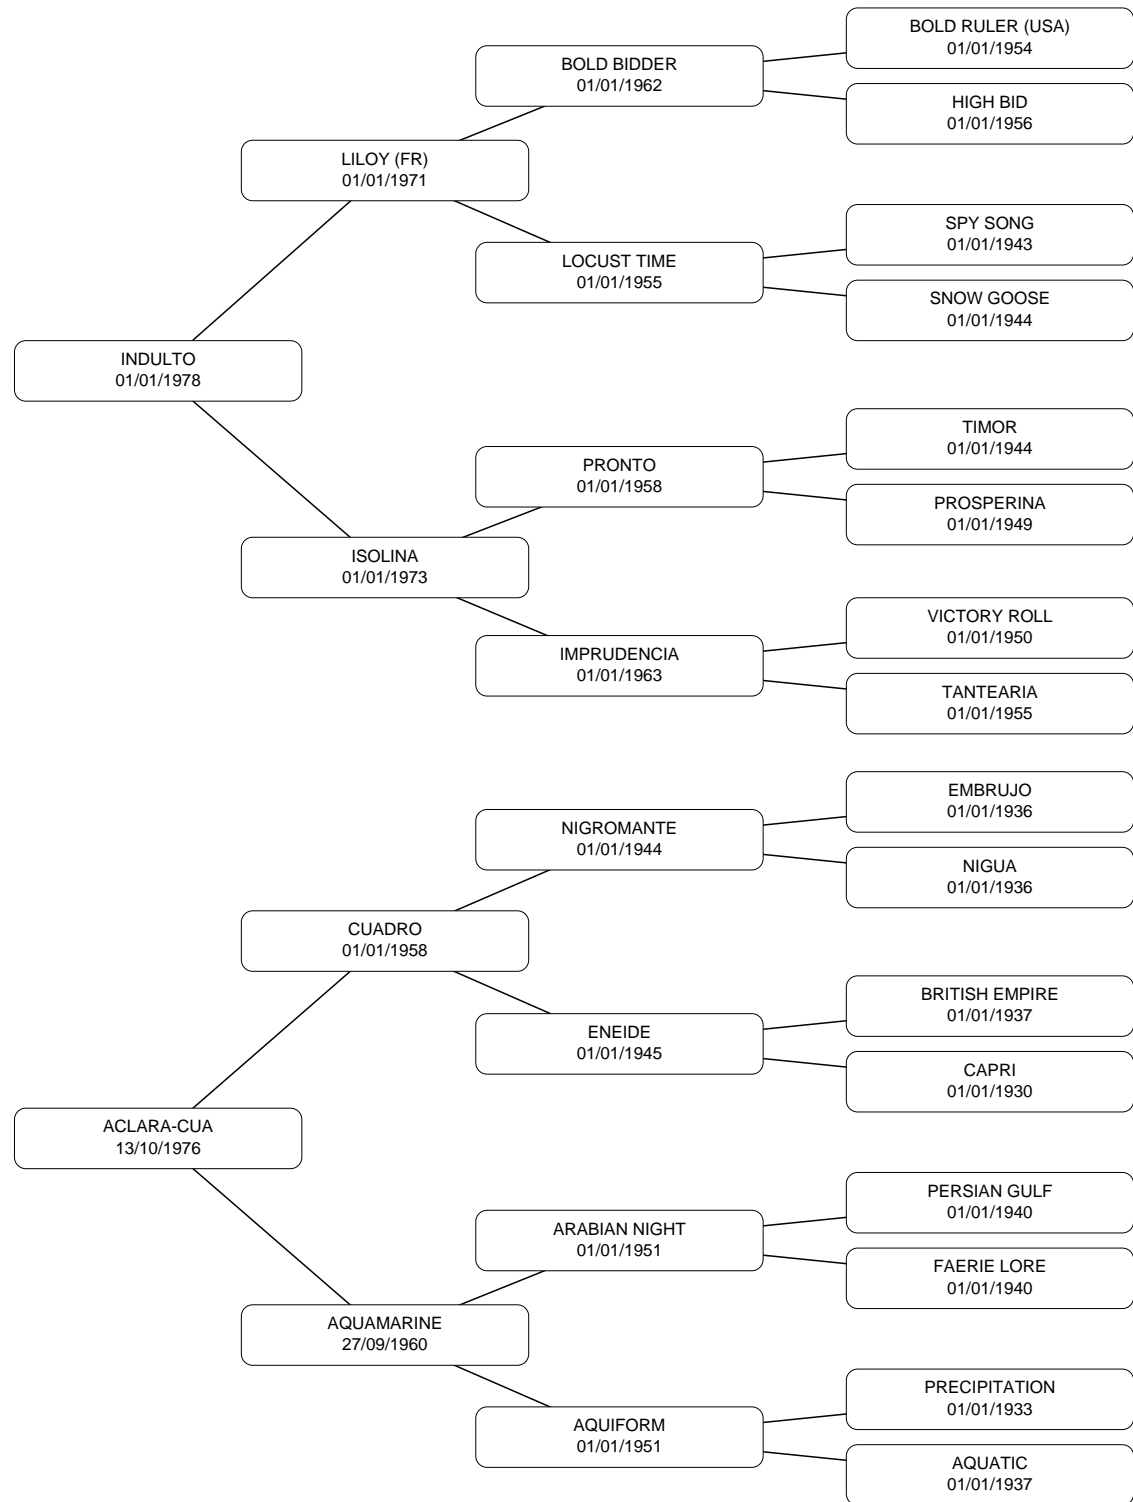 BOLD RULER (USA)
01/01/1954
BOLD BIDDER
01/01/1962
HIGH BID
01/01/1956
LILOY (FR)
01/01/1971
SPY SONG
01/01/1943
LOCUST TIME
01/01/1955
SNOW GOOSE
01/01/1944
INDULTO
01/01/1978
TIMOR
01/01/1944
PRONTO
01/01/1958
PROSPERINA
01/01/1949
ISOLINA
01/01/1973
VICTORY ROLL
01/01/1950
IMPRUDENCIA
01/01/1963
TANTEARIA
01/01/1955
EMBRUJO
01/01/1936
NIGROMANTE
01/01/1944
NIGUA
01/01/1936
CUADRO
01/01/1958
BRITISH EMPIRE
01/01/1937
ENEIDE
01/01/1945
CAPRI
01/01/1930
ACLARA-CUA
13/10/1976
PERSIAN GULF
01/01/1940
ARABIAN NIGHT
01/01/1951
FAERIE LORE
01/01/1940
AQUAMARINE
27/09/1960
PRECIPITATION
01/01/1933
AQUIFORM
01/01/1951
AQUATIC
01/01/1937